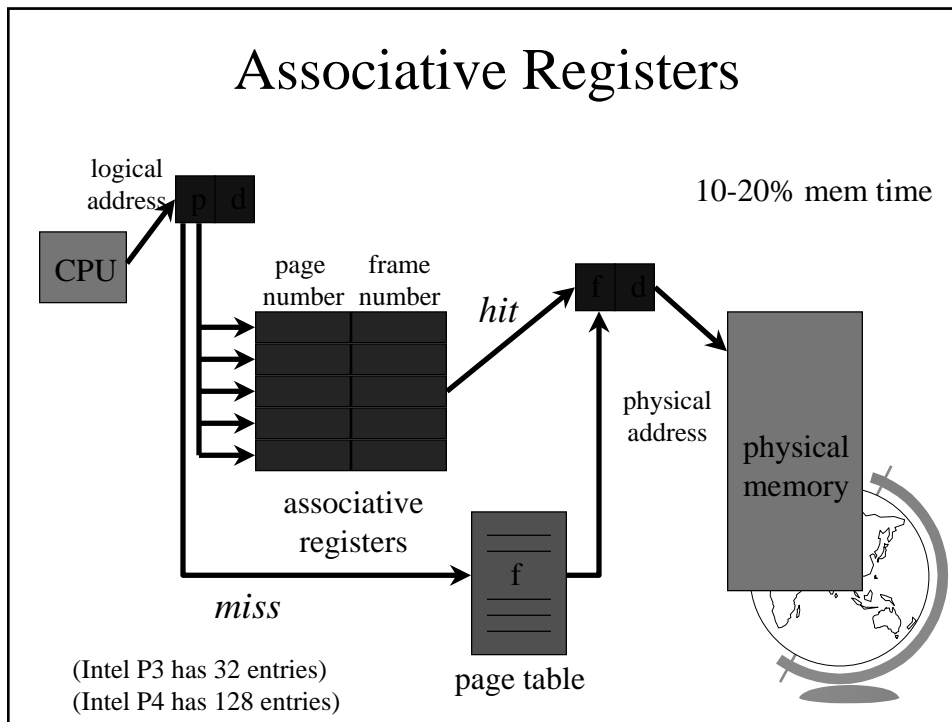 Associative Registers
logical
address
p d
10-20% mem time
CPU
page
number
frame
number
hit
f d
physical
address
physical
memory
associative
registers
f
miss
page table
(Intel P3 has 32 entries)
(Intel P4 has 128 entries)